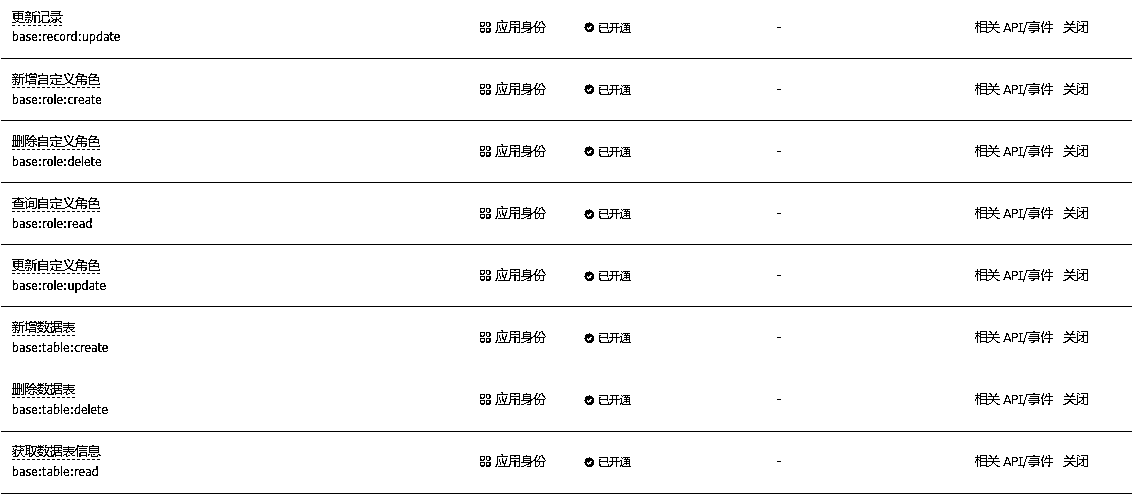 更新记录
base:record:update
应用身份 已开通 - 相关 API/事件 关闭
新增自定义角色
base:role:create
应用身份 已开通 - 相关 API/事件 关闭
删除自定义角色
base:role:delete
应用身份 已开通 - 相关 API/事件 关闭
查询自定义角色
base:role:read
应用身份 已开通 - 相关 API/事件 关闭
更新自定义角色
base:role:update
应用身份 已开通 - 相关 API/事件 关闭
新增数据表
base:table:create
应用身份 已开通 - 相关 API/事件 关闭
删除数据表
base:table:delete
应用身份 已开通 - 相关 API/事件 关闭
获取数据表信息
base:table:read
应用身份 已开通 - 相关 API/事件 关闭